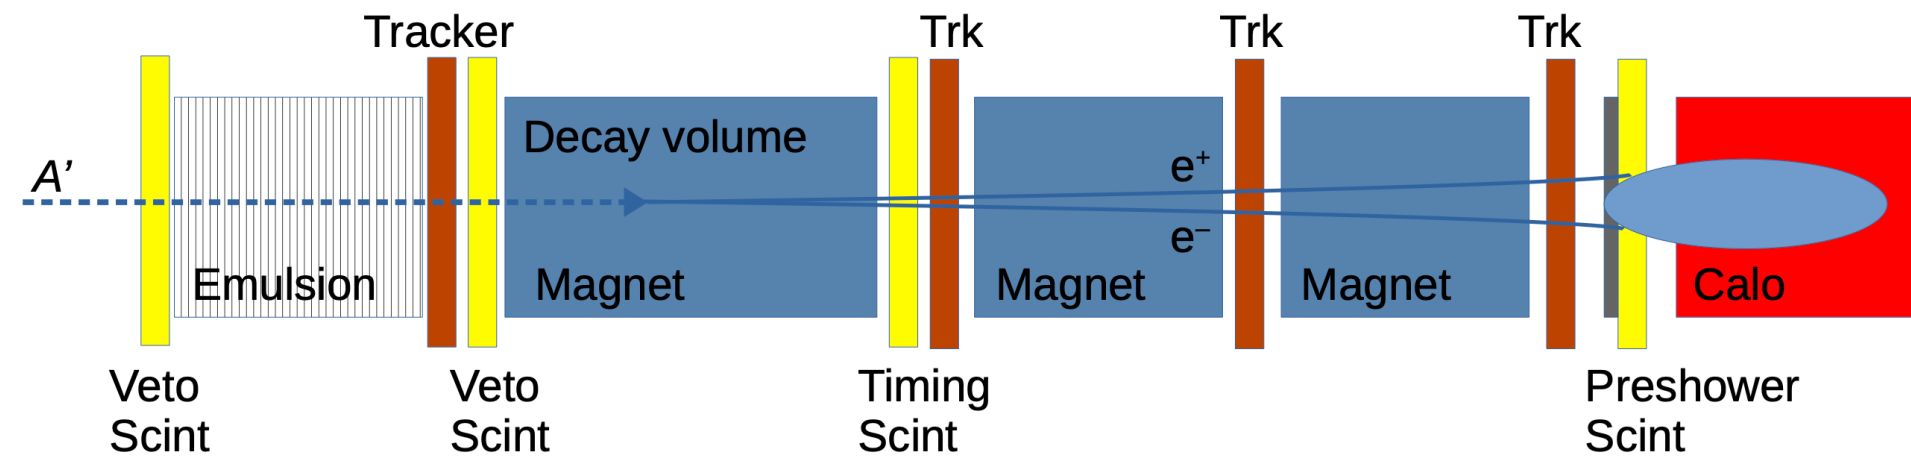 Tracker
Trk
Trk
Trk
Decay volume
A’
e⁺
e⁻
Emulsion
Magnet
Magnet
Magnet
Calo
Veto
Scint
Veto
Scint
Timing
Scint
Preshower
Scint